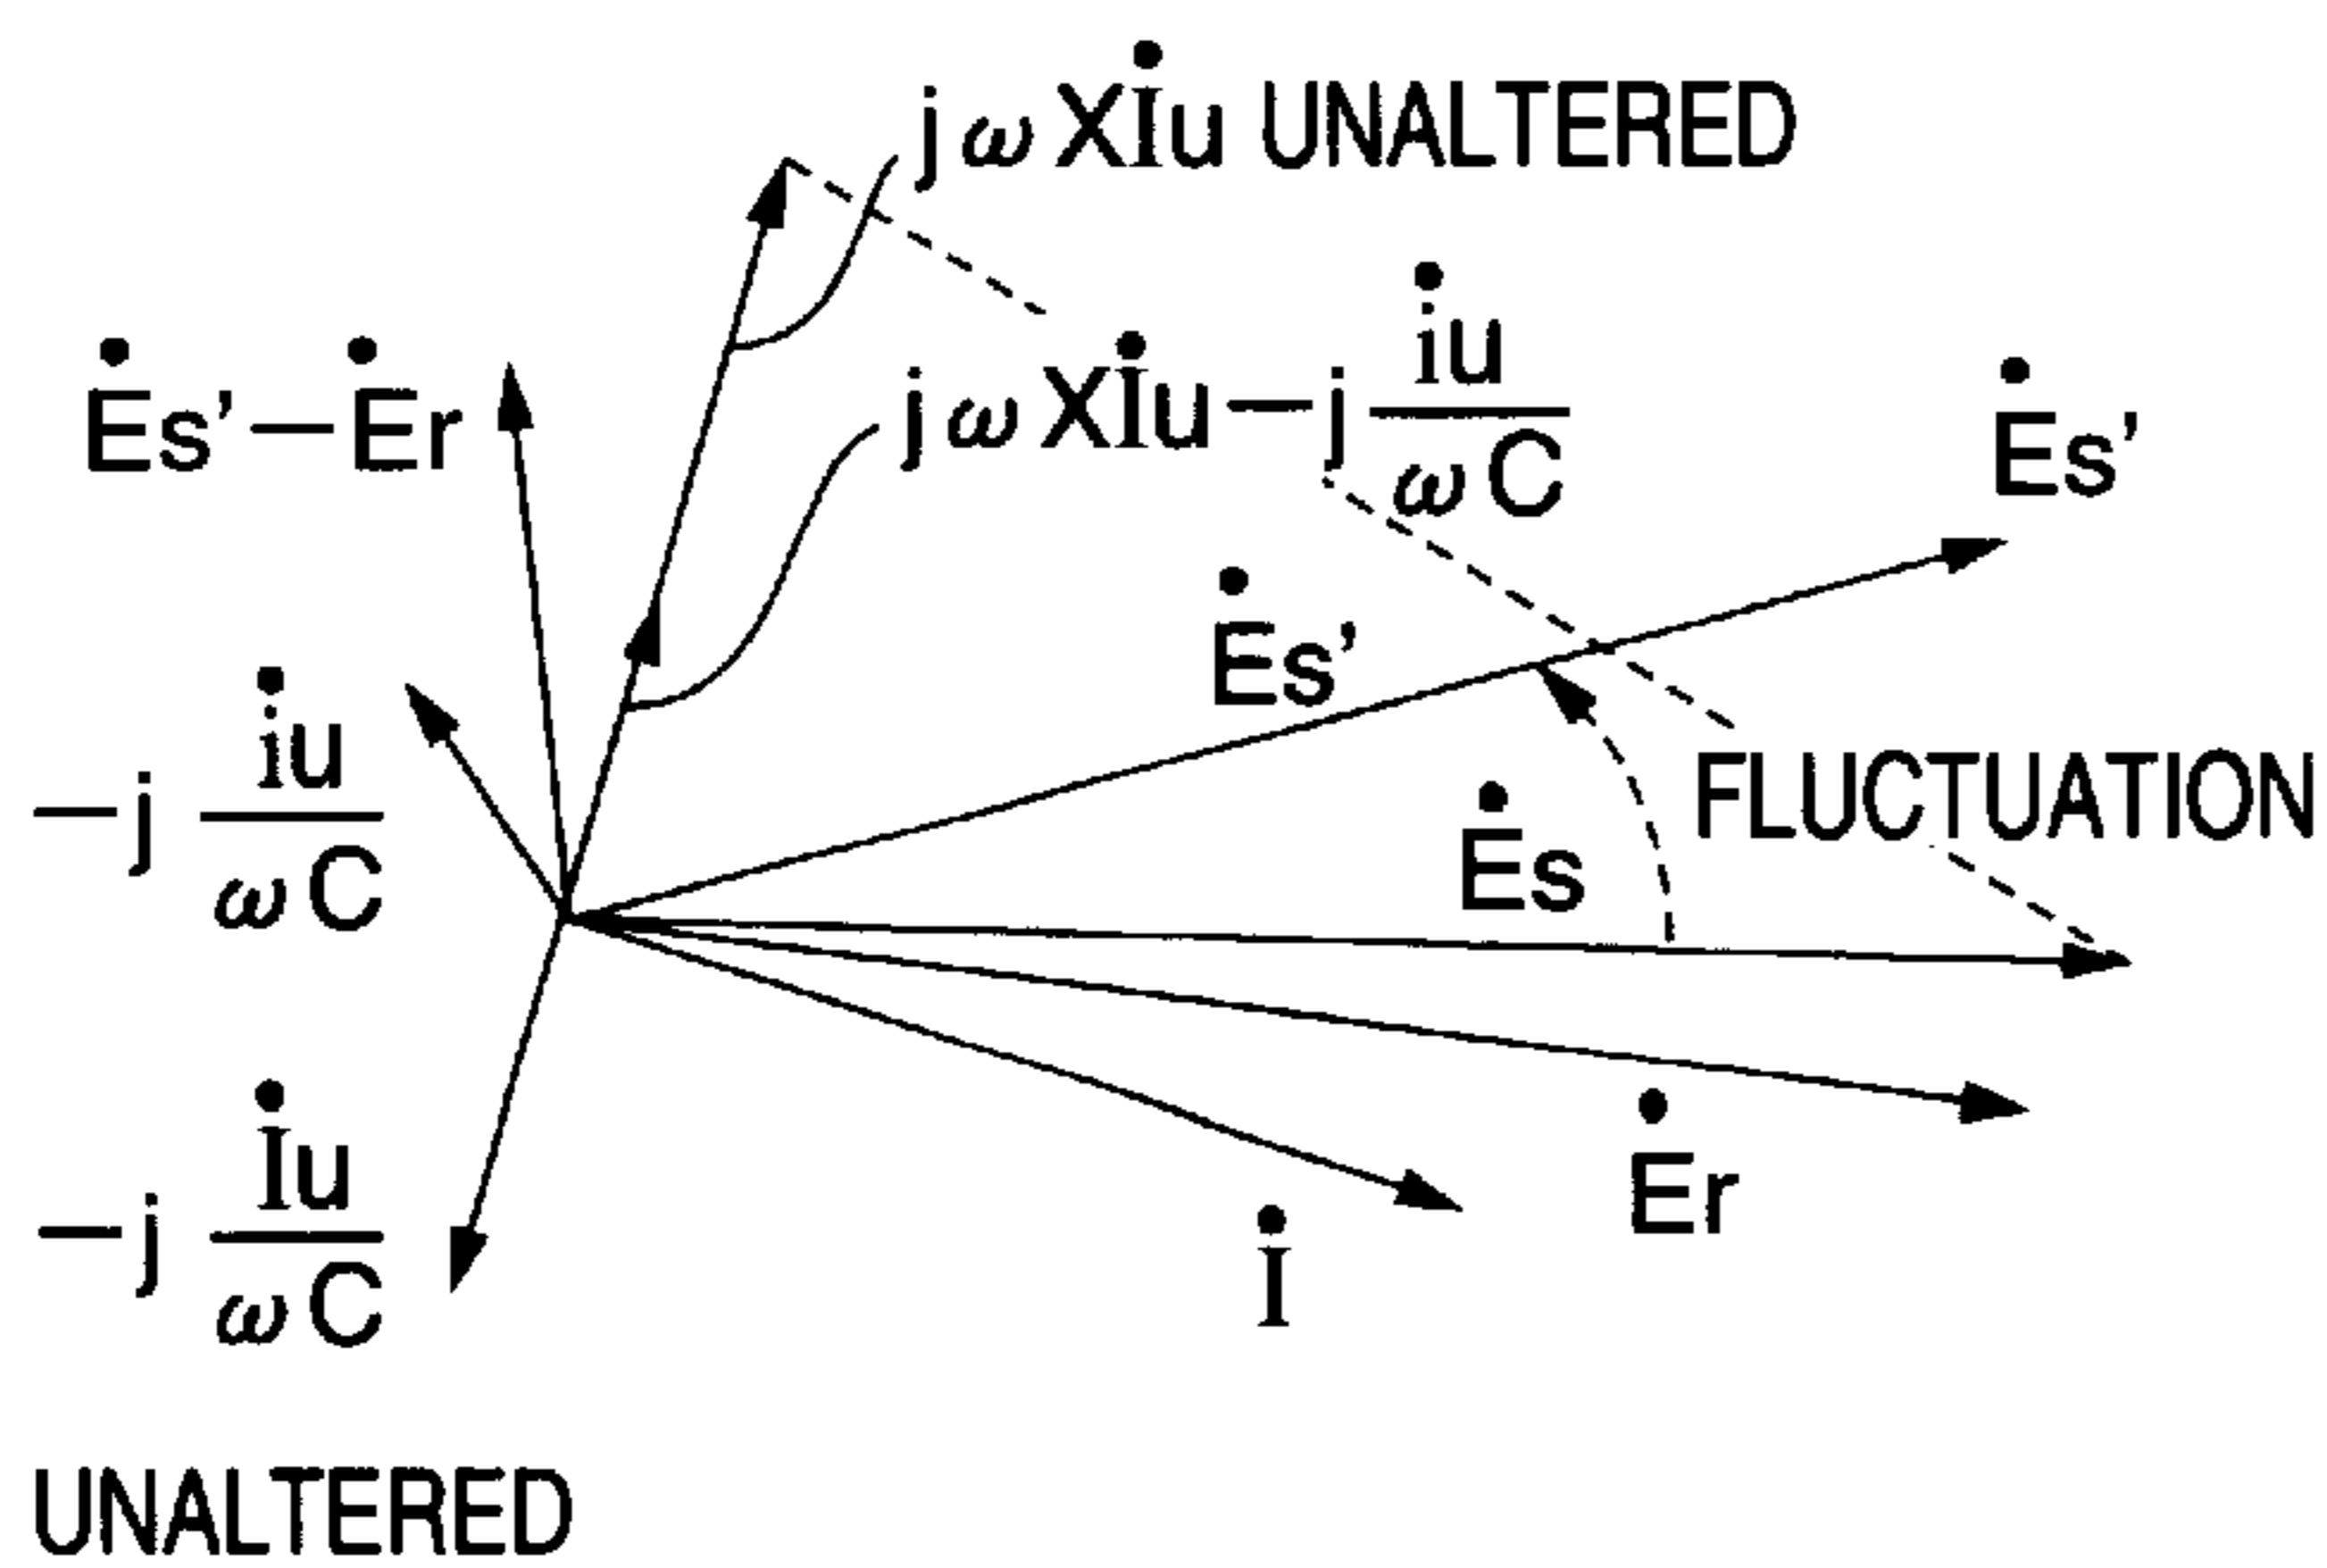 jωXİu UNALTERED
Ės'−Ėr
jωXİu−j i̇u/ωC
Ės'
Ės'
−j i̇u/ωC
Ės
FLUCTUATION
Ėr
−j İu/ωC
İ
UNALTERED